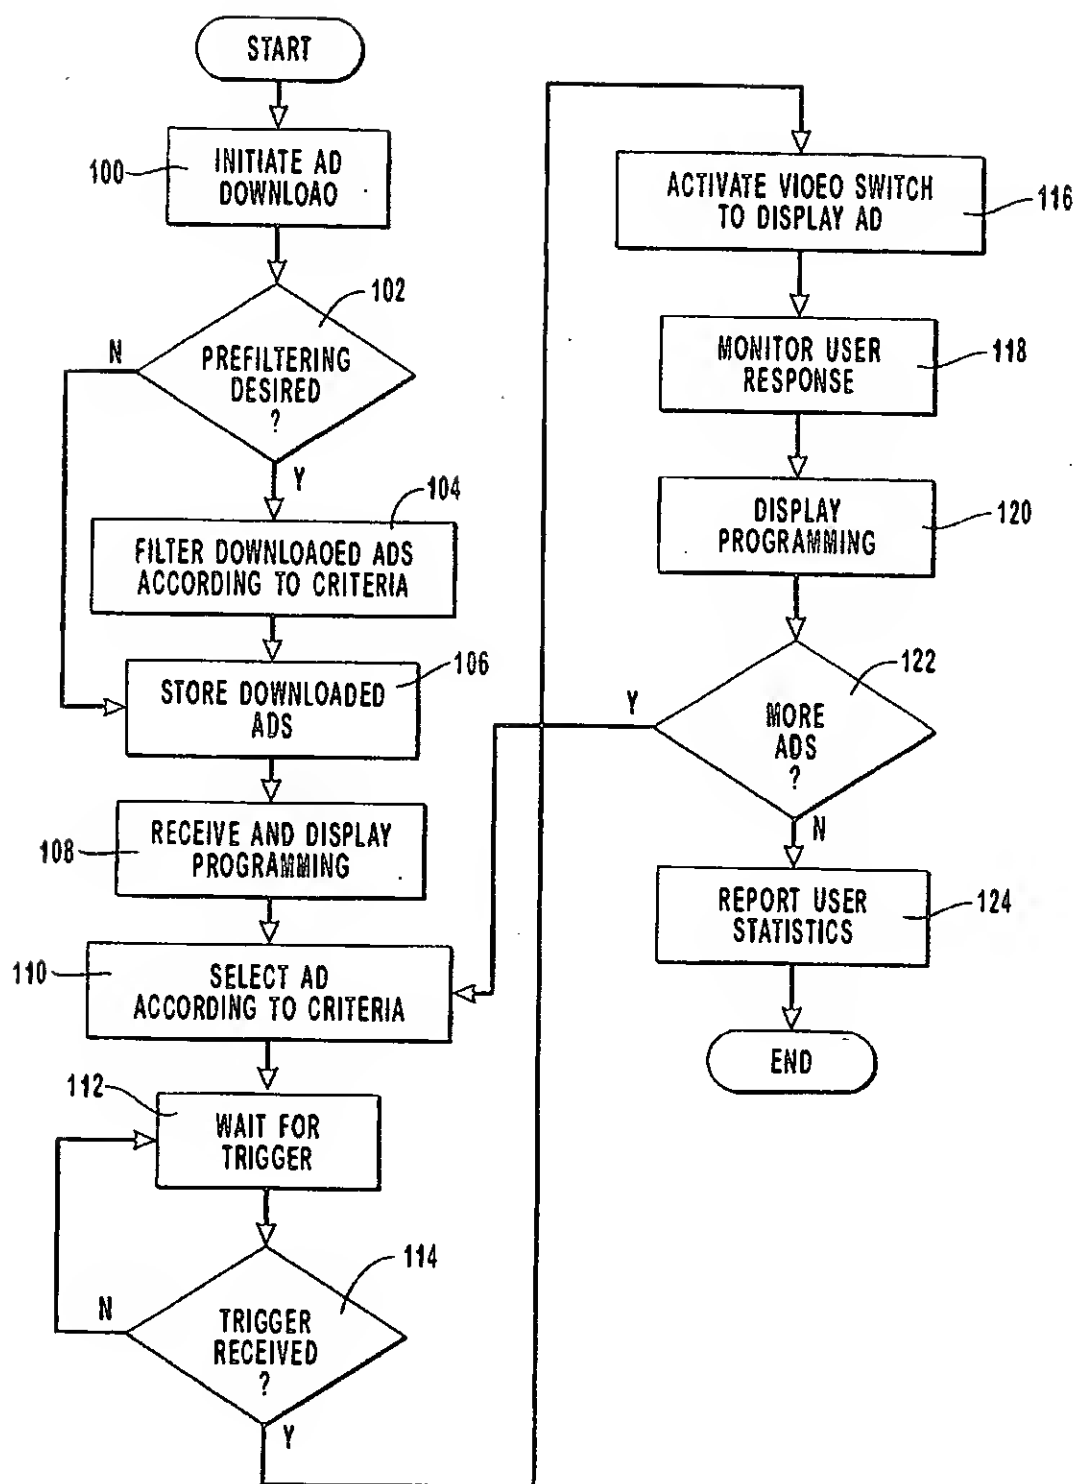 START
100
INITIATE AD
DOWNLOAO
102
N
PREFILTERING
DESIRED
?
Y
104
FILTER DOWNLOAOED ADS
ACCORDING TO CRITERIA
106
STORE DOWNLOADED
ADS
108
RECEIVE AND DISPLAY
PROGRAMMING
110
SELECT AD
ACCORDING TO CRITERIA
112
WAIT FOR
TRIGGER
114
N
TRIGGER
RECEIVED
?
Y
ACTIVATE VIOEO SWITCH
TO DISPLAY AD
116
MONITOR USER
RESPONSE
118
DISPLAY
PROGRAMMING
120
122
Y
MORE
ADS
?
N
REPORT USER
STATISTICS
124
END